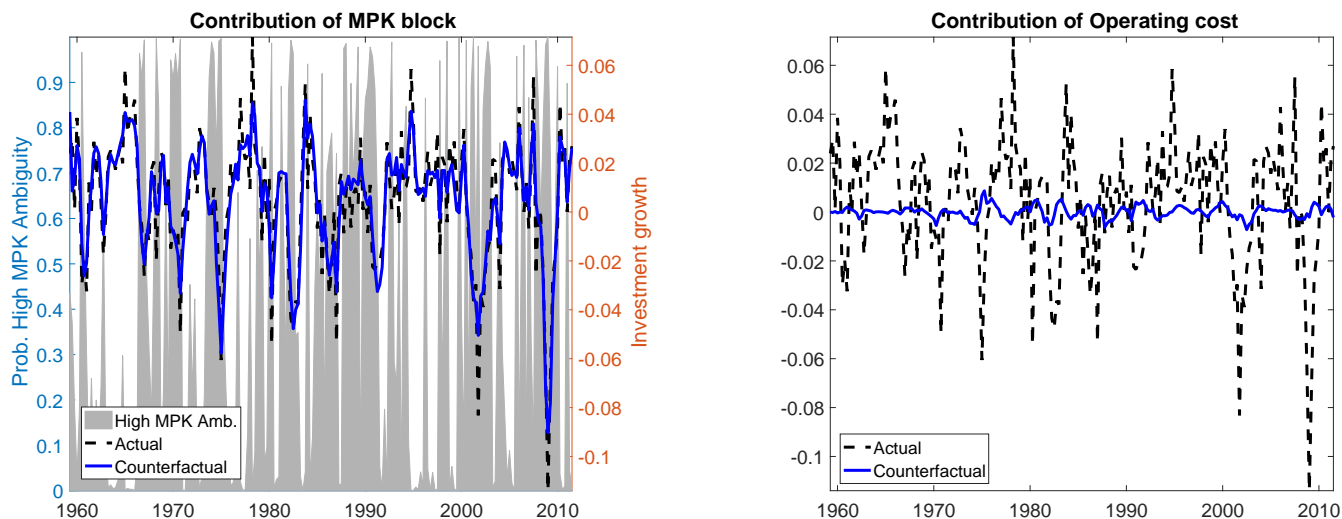 Contribution of MPK block
Prob. High MPK Ambiguity
0.9
0.8
0.7
0.6
0.5
0.4
0.3
0.2
0.1
0
High MPK Amb.
Actual
Counterfactual
1960 1970 1980 1990 2000 2010
0.06
0.04
0.02
0
-0.02
-0.04
-0.06
-0.08
-0.1
Investment growth
Contribution of Operating cost
0.06
0.04
0.02
0
-0.02
-0.04
-0.06
-0.08
-0.1
Actual
Counterfactual
1960 1970 1980 1990 2000 2010